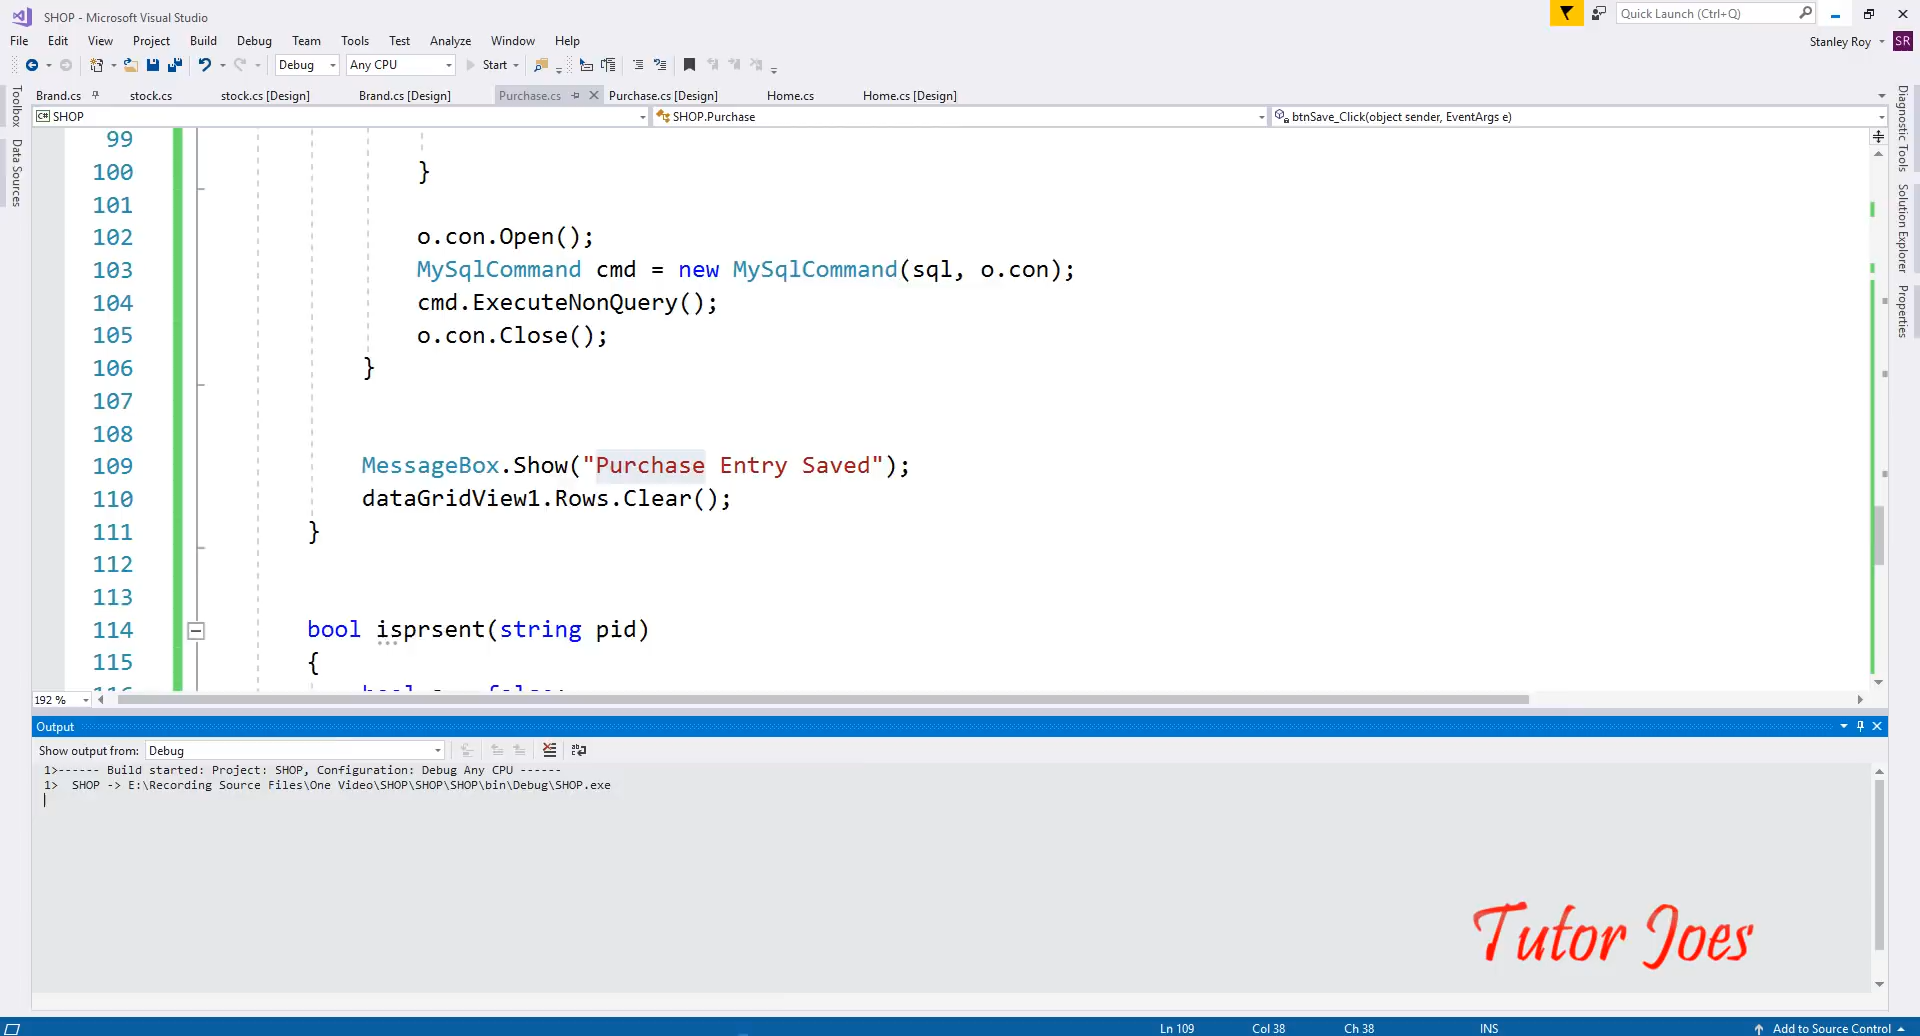 SHOP - Microsoft Visual Studio
Quick Launch (Ctrl+Q)
File Edit View Project Build Debug Team Tools Test Analyze Window Help
Stanley Roy SR
Debug Any CPU Start
Brand.cs stock.cs stock.cs [Design] Brand.cs [Design] Purchase.cs Purchase.cs [Design] Home.cs Home.cs [Design]
C# SHOP SHOP.Purchase btnSave_Click(object sender, EventArgs e)
Toolbox
Data Sources
Diagnostic Tools
Solution Explorer
Properties
99
100 }
101
102 o.con.Open();
103 MySqlCommand cmd = new MySqlCommand(sql, o.con);
104 cmd.ExecuteNonQuery();
105 o.con.Close();
106 }
107
108
109 MessageBox.Show("Purchase Entry Saved");
110 dataGridView1.Rows.Clear();
111 }
112
113
114 bool isprsent(string pid)
115 {
192 %
Output
Show output from: Debug
1>------ Build started: Project: SHOP, Configuration: Debug Any CPU ------
1> SHOP -> E:\Recording Source Files\One Video\SHOP\SHOP\SHOP\bin\Debug\SHOP.exe
Tutor Joes
Ln 109 Col 38 Ch 38 INS Add to Source Control